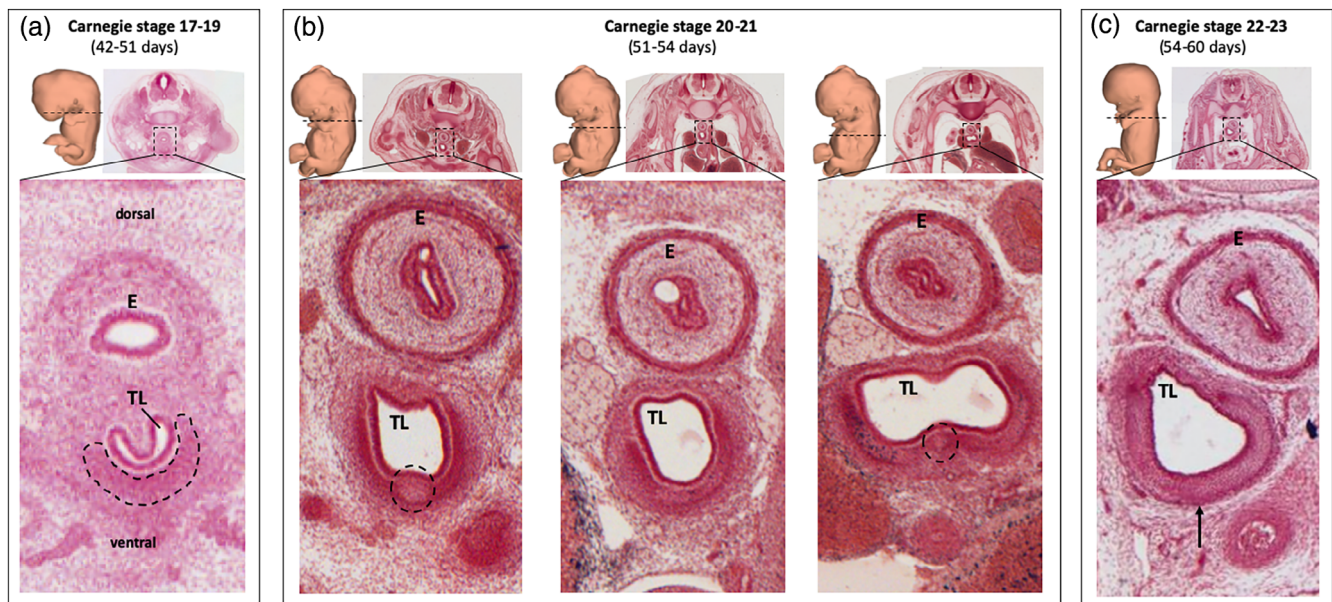 (a)
Carnegie stage 17-19
(42-51 days)
dorsal
E
TL
ventral
(b)
Carnegie stage 20-21
(51-54 days)
E
TL
E
TL
E
TL
(c)
Carnegie stage 22-23
(54-60 days)
E
TL